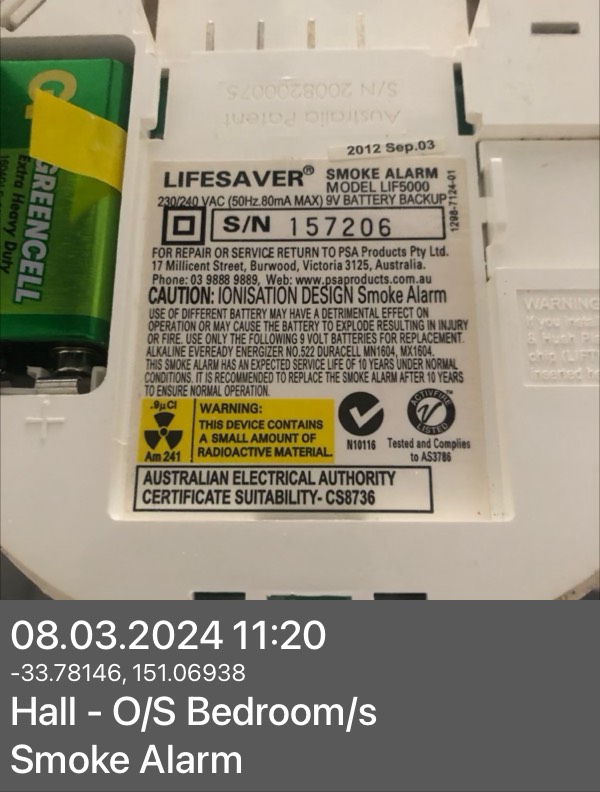 GREENCELL
Extra Heavy Duty
S/N 2008200075
Australia Patent
2012 Sep.03
LIFESAVER® SMOKE ALARM
MODEL LIF5000
230/240 VAC (50Hz.80mA MAX) 9V BATTERY BACKUP
1298-7124-01
S/N 157206
FOR REPAIR OR SERVICE RETURN TO PSA Products Pty Ltd.
17 Millicent Street, Burwood, Victoria 3125, Australia.
Phone: 03 9888 9889, Web: www.psaproducts.com.au
CAUTION: IONISATION DESIGN Smoke Alarm
USE OF DIFFERENT BATTERY MAY HAVE A DETRIMENTAL EFFECT ON
OPERATION OR MAY CAUSE THE BATTERY TO EXPLODE RESULTING IN INJURY
OR FIRE. USE ONLY THE FOLLOWING 9 VOLT BATTERIES FOR REPLACEMENT.
ALKALINE EVEREADY ENERGIZER NO.522 DURACELL MN1604, MX1604.
THIS SMOKE ALARM HAS AN EXPECTED SERVICE LIFE OF 10 YEARS UNDER NORMAL
CONDITIONS. IT IS RECOMMENDED TO REPLACE THE SMOKE ALARM AFTER 10 YEARS
TO ENSURE NORMAL OPERATION.
.9µCI
Am 241
WARNING:
THIS DEVICE CONTAINS
A SMALL AMOUNT OF
RADIOACTIVE MATERIAL.
N10116
ACTIVFIRE
LISTED
Tested and Complies
to AS3786
AUSTRALIAN ELECTRICAL AUTHORITY
CERTIFICATE SUITABILITY- CS8736
WARNING
08.03.2024 11:20
-33.78146, 151.06938
Hall - O/S Bedroom/s
Smoke Alarm